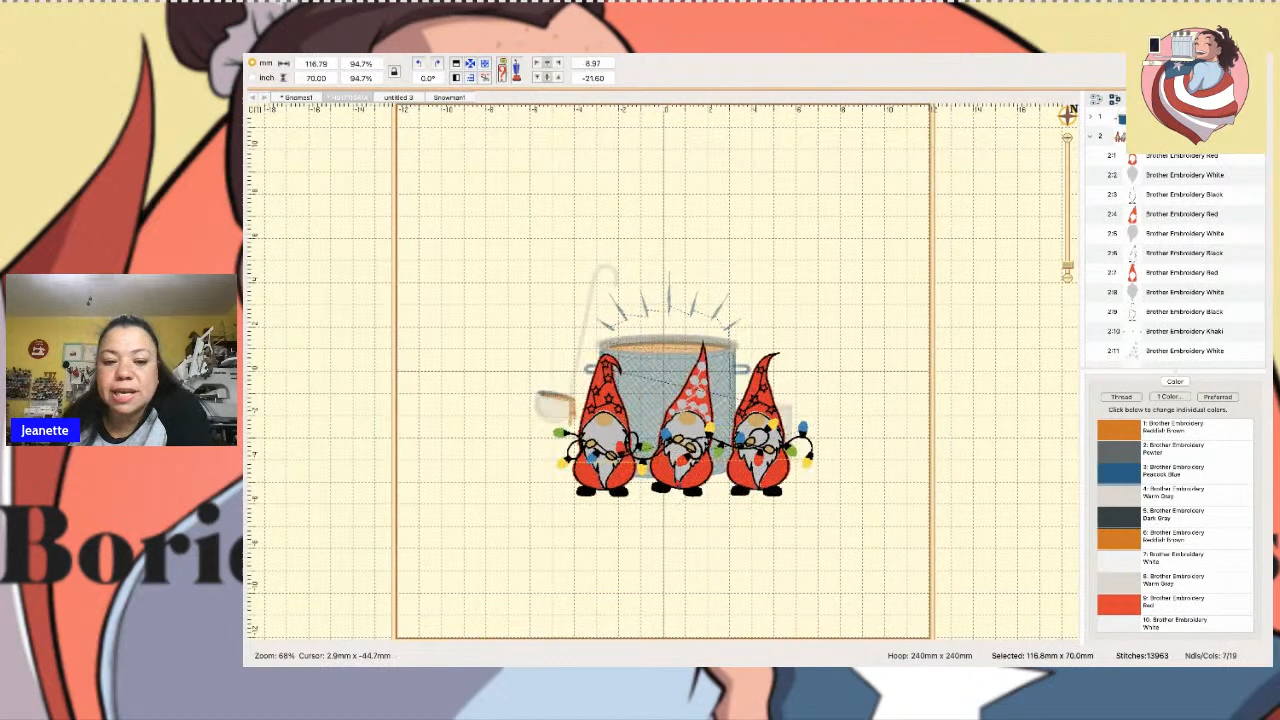 mm 116.79 94.7% 8.97
inch 70.00 94.7% 0.0° -21.60
* Gnames1 untitled 3 Snowman1
N
1
2
Brother Embroidery Red
Brother Embroidery White
2:3 Brother Embroidery Black
2:4 Brother Embroidery Red
2:5 Brother Embroidery White
2:6 Brother Embroidery Black
2:7 Brother Embroidery Red
2:8 Brother Embroidery White
2:9 Brother Embroidery Black
2:10 Brother Embroidery Khaki
2:11 Brother Embroidery White
Color
Thread 1 Color... Preferred
Click below to change individual colors.
1: Brother Embroidery
Reddish Brown
2: Brother Embroidery
Pewter
3: Brother Embroidery
Peacock Blue
4: Brother Embroidery
Warm Gray
5: Brother Embroidery
Dark Gray
6: Brother Embroidery
Reddish Brown
7: Brother Embroidery
White
8: Brother Embroidery
Warm Gray
9: Brother Embroidery
Red
10: Brother Embroidery
White
Jeanette
Boric
Zoom: 68% Cursor: 2.9mm x -44.7mm Hoop: 240mm x 240mm Selected: 116.8mm x 70.0mm Stitches:13963 Ndls/Cols: 7/19